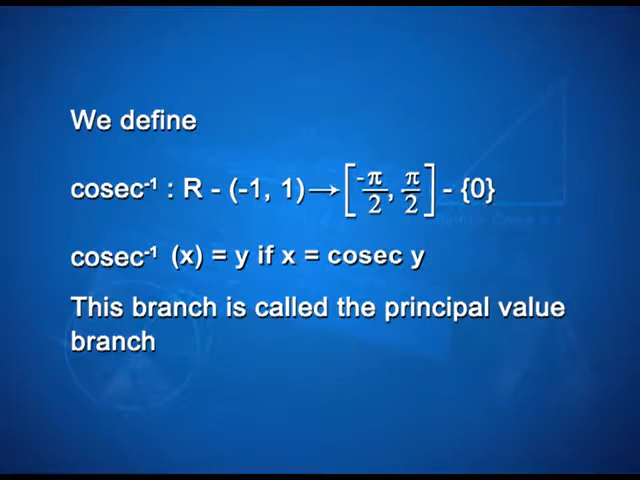 We define
cosec⁻¹ : R - (-1, 1) → [-π/2, π/2] - {0}
cosec⁻¹ (x) = y if x = cosec y
This branch is called the principal value
branch